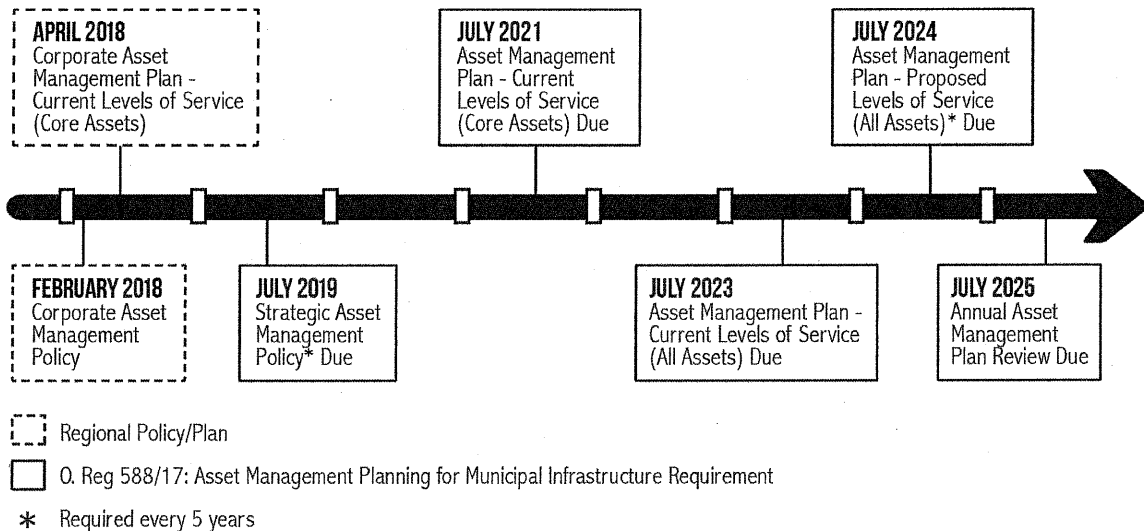 APRIL 2018
Corporate Asset
Management Plan -
Current Levels of Service
(Core Assets)
JULY 2021
Asset Management
Plan - Current
Levels of Service
(Core Assets) Due
JULY 2024
Asset Management
Plan - Proposed
Levels of Service
(All Assets)* Due
FEBRUARY 2018
Corporate Asset
Management
Policy
JULY 2019
Strategic Asset
Management
Policy* Due
JULY 2023
Asset Management Plan -
Current Levels of Service
(All Assets) Due
JULY 2025
Annual Asset
Management
Plan Review Due
Regional Policy/Plan
O. Reg 588/17: Asset Management Planning for Municipal Infrastructure Requirement
* Required every 5 years